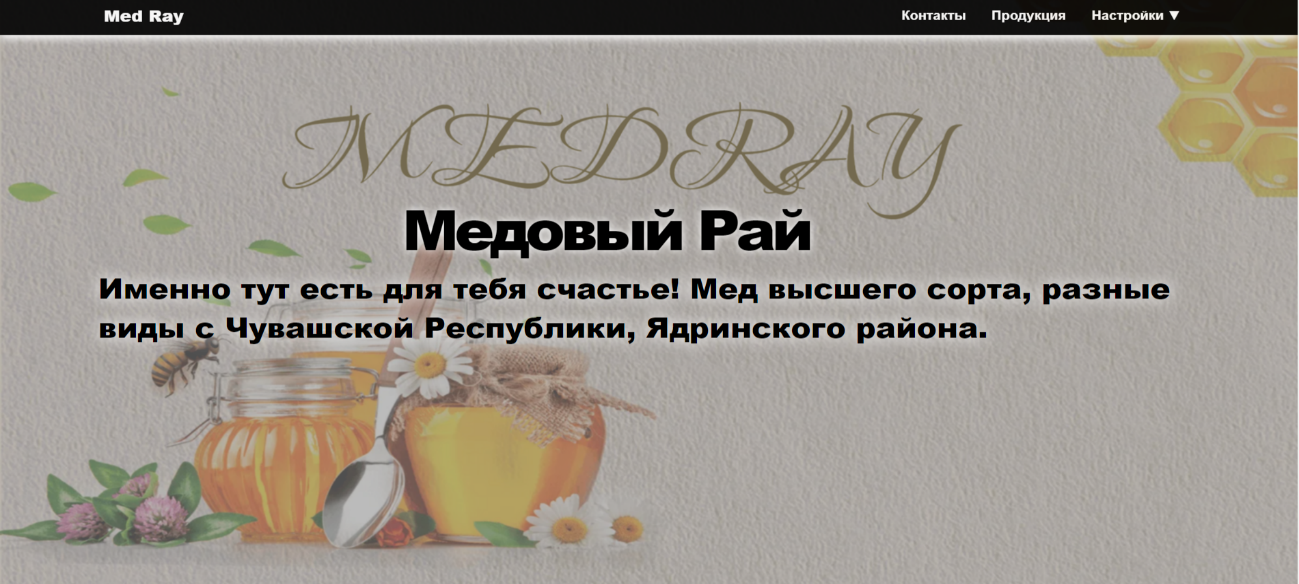 Med Ray
Контакты Продукция Настройки ▼
MEDRAY
Медовый Рай
Именно тут есть для тебя счастье! Мед высшего сорта, разные
виды с Чувашской Республики, Ядринского района.